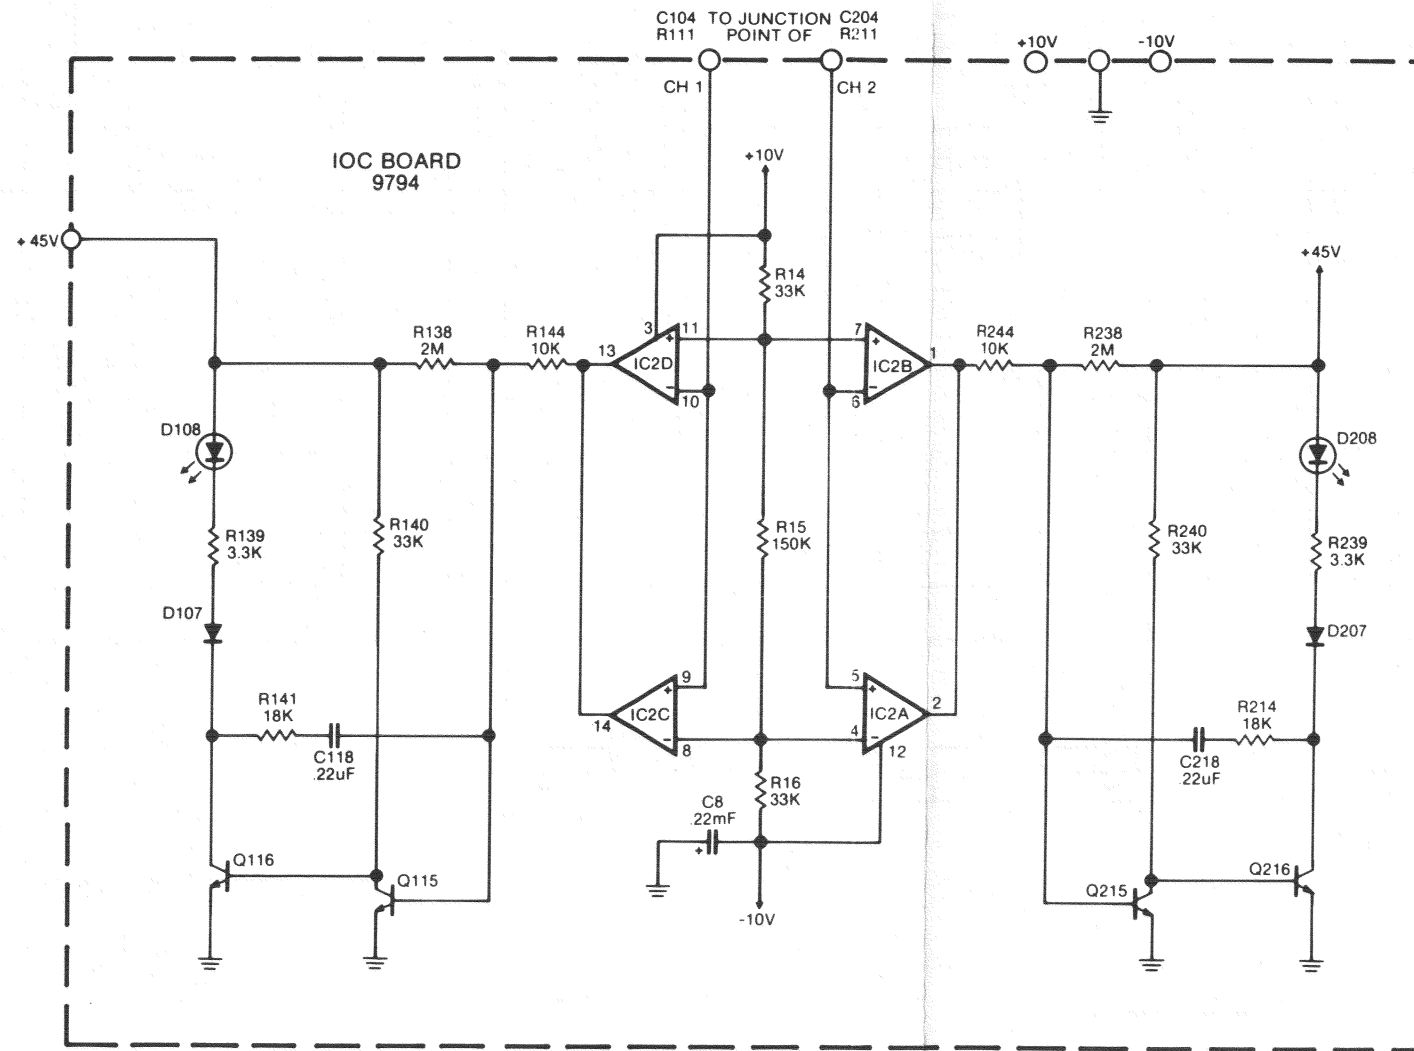 C104 TO JUNCTION C204
R111 POINT OF R211
CH 1
CH 2
+10V
-10V
IOC BOARD
9794
+10V
+ 45V
+45V
R14
33K
R138
2M
R144
10K
13
3
11
+
IC2D
-
10
7
+
IC2B
-
6
1
R244
10K
R238
2M
D108
D208
R139
3.3K
R140
33K
R15
150K
R240
33K
R239
3.3K
D107
D207
R141
18K
C118
.22uF
14
9
+
IC2C
-
8
5
+
IC2A
-
4
2
12
R214
18K
C218
.22uF
R16
33K
C8
.22mF
+
-10V
Q116
Q115
Q215
Q216